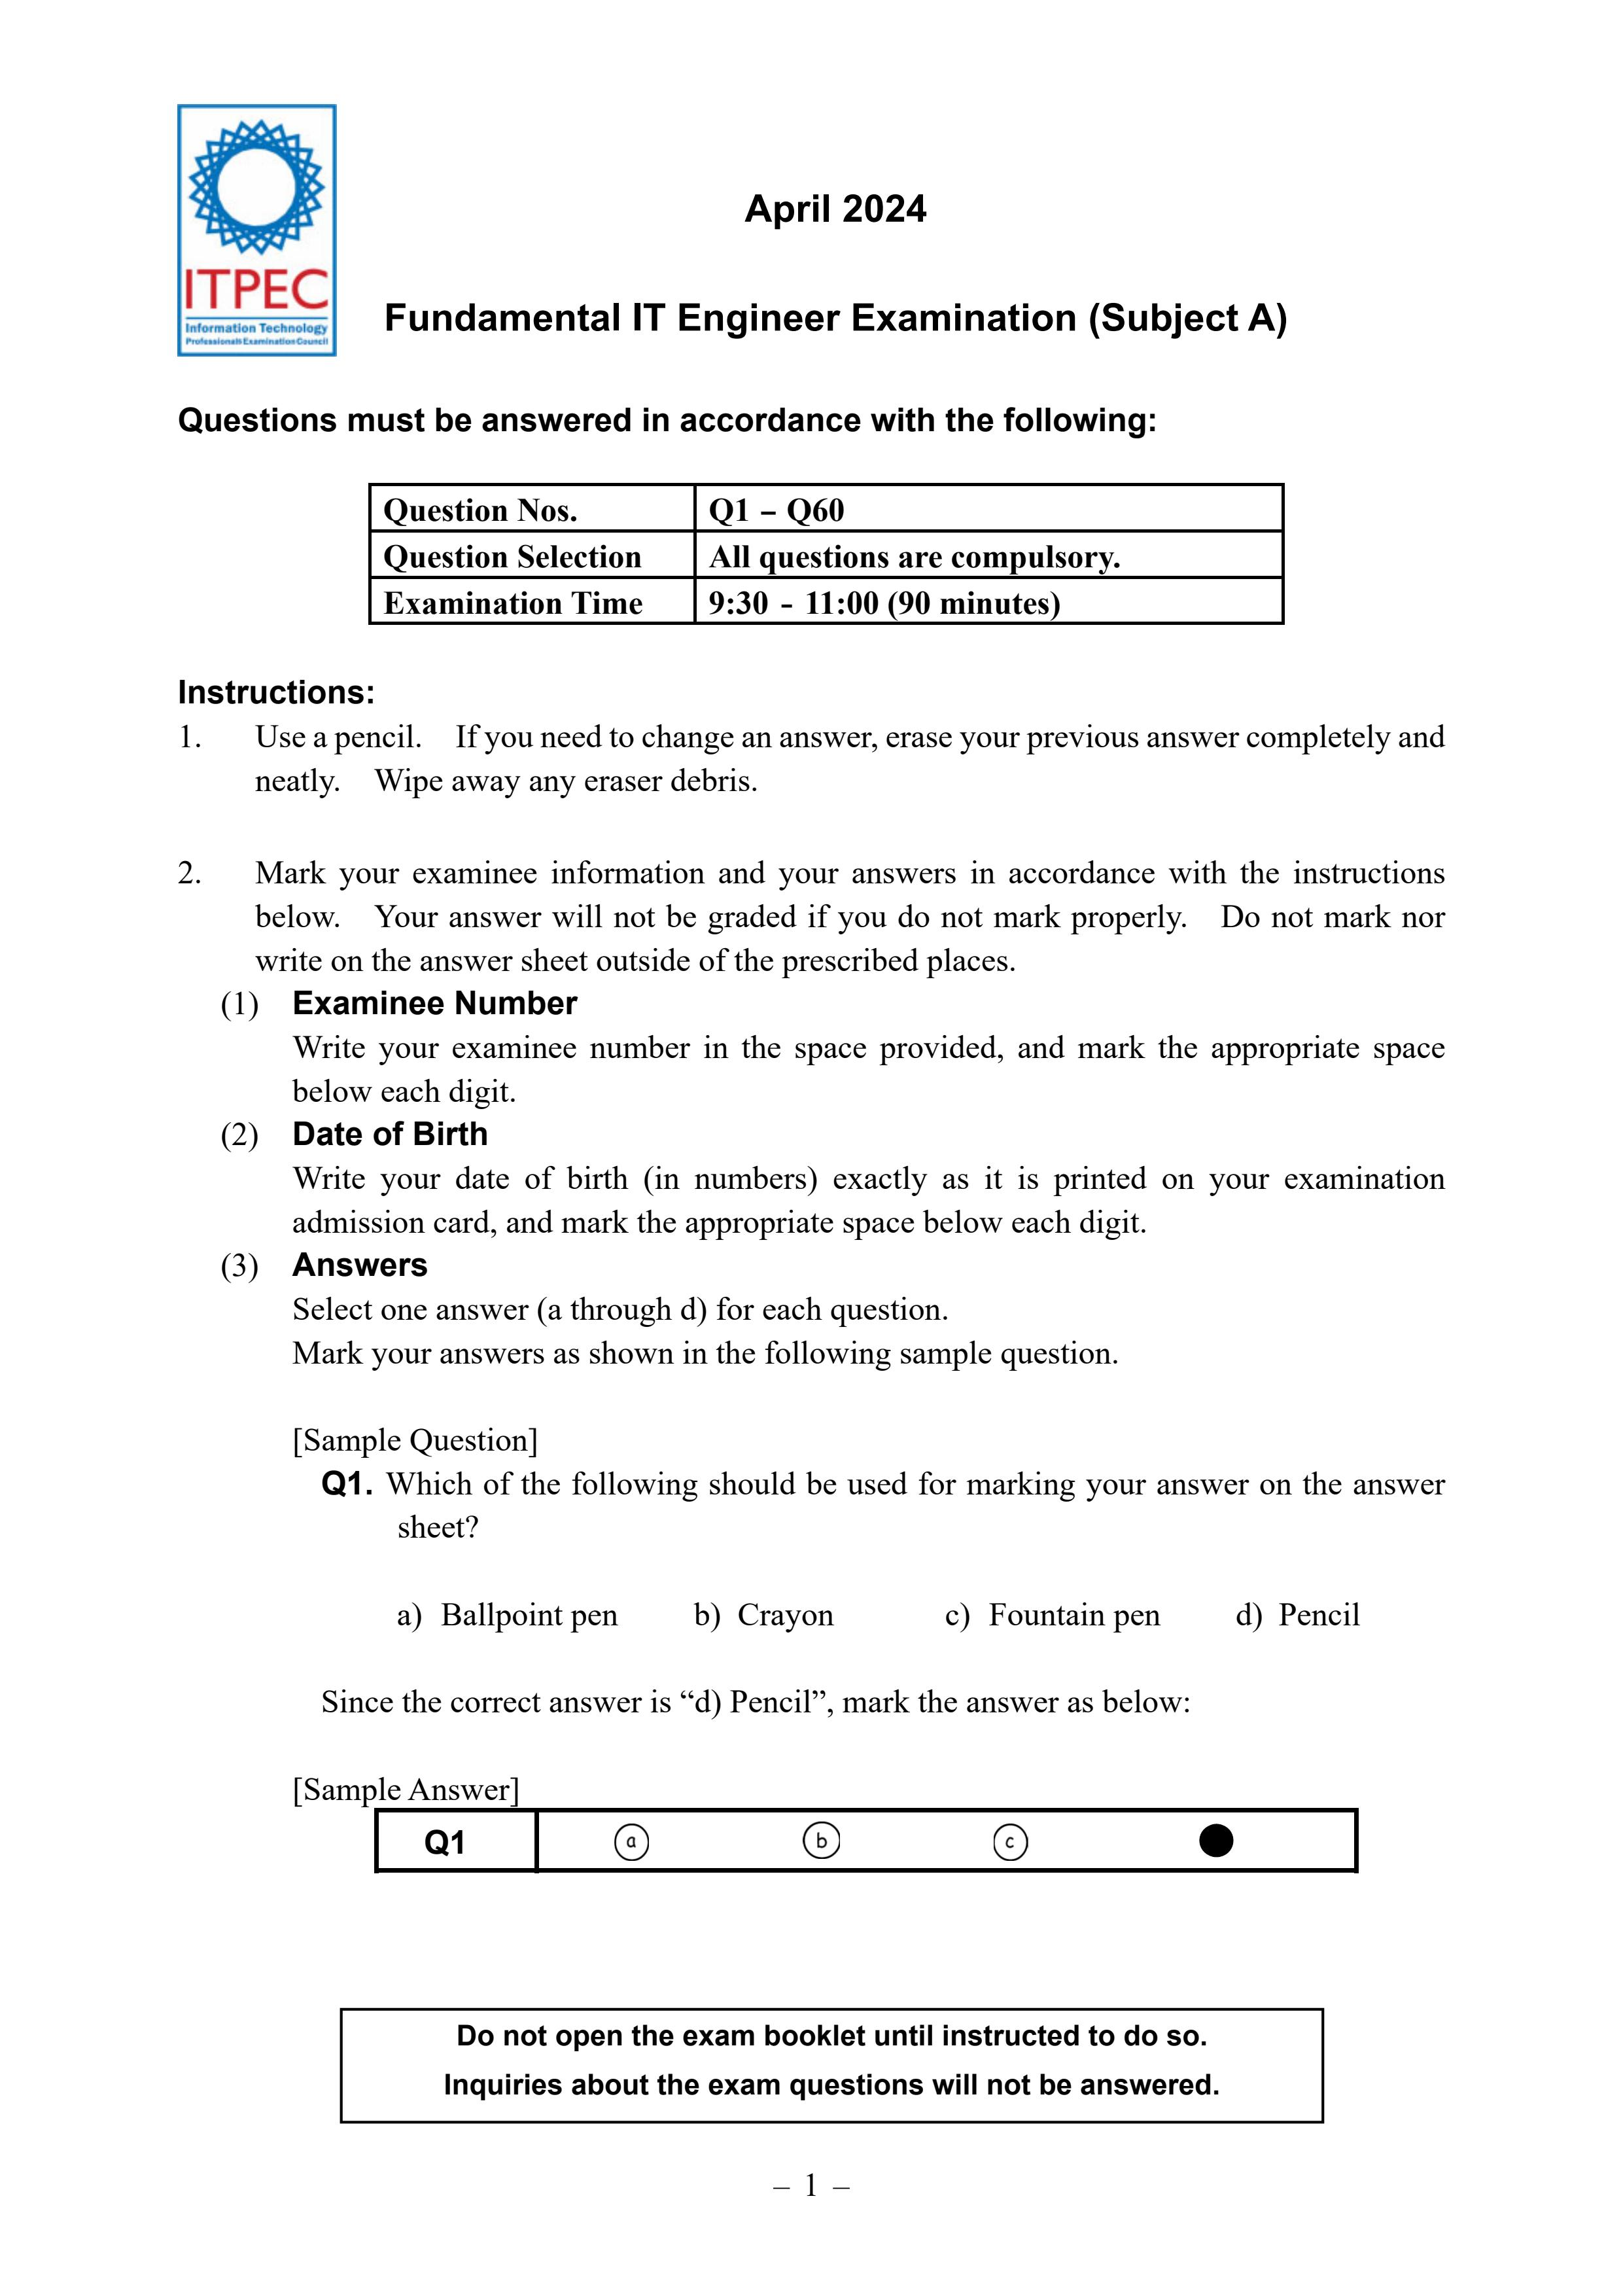 ITPEC
Information Technology
Professionals Examination Council
April 2024
Fundamental IT Engineer Examination (Subject A)
Questions must be answered in accordance with the following:
Question Nos. Q1 – Q60
Question Selection All questions are compulsory.
Examination Time 9:30 - 11:00 (90 minutes)
Instructions:
1. Use a pencil. If you need to change an answer, erase your previous answer completely and
neatly. Wipe away any eraser debris.
2. Mark your examinee information and your answers in accordance with the instructions
below. Your answer will not be graded if you do not mark properly. Do not mark nor
write on the answer sheet outside of the prescribed places.
(1) Examinee Number
Write your examinee number in the space provided, and mark the appropriate space
below each digit.
(2) Date of Birth
Write your date of birth (in numbers) exactly as it is printed on your examination
admission card, and mark the appropriate space below each digit.
(3) Answers
Select one answer (a through d) for each question.
Mark your answers as shown in the following sample question.
[Sample Question]
Q1. Which of the following should be used for marking your answer on the answer
sheet?
a) Ballpoint pen b) Crayon c) Fountain pen d) Pencil
Since the correct answer is “d) Pencil”, mark the answer as below:
[Sample Answer]
Q1 a b c
Do not open the exam booklet until instructed to do so.
Inquiries about the exam questions will not be answered.
– 1 –